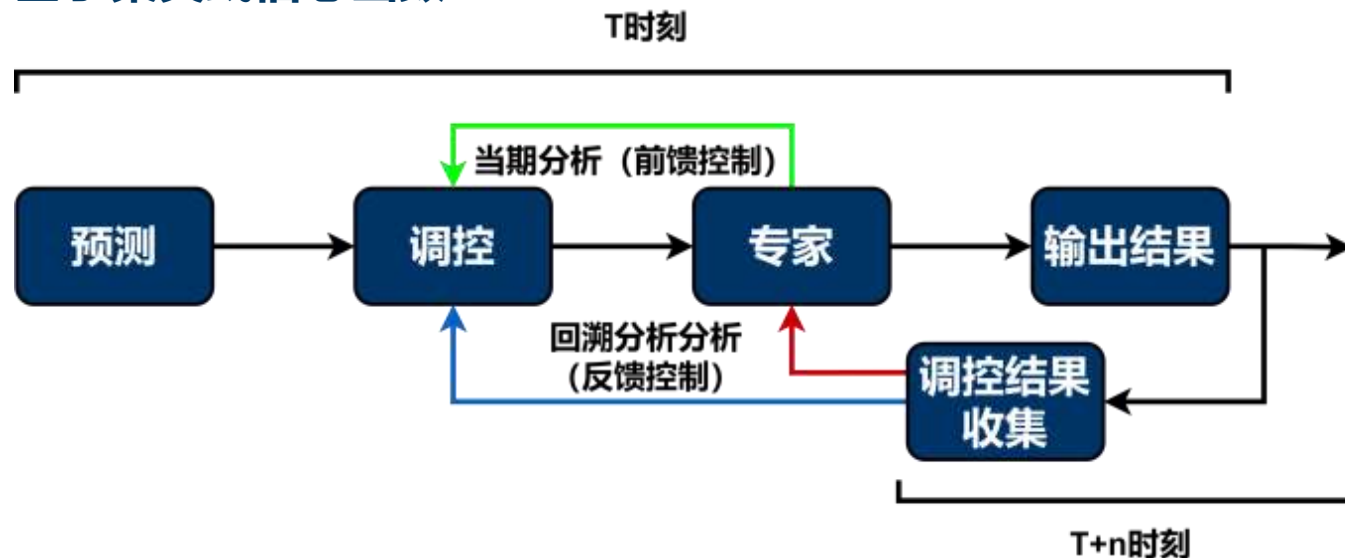 T时刻
当期分析（前馈控制）
预测
调控
专家
输出结果
回溯分析分析
（反馈控制）
调控结果
收集
T+n时刻